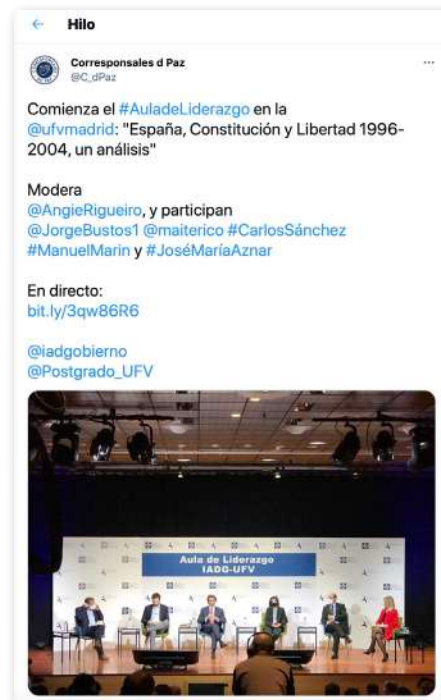 ← Hilo
Corresponsales d Paz
@C_dPaz
Comienza el #AuladeLiderazgo en la
@ufvmadrid: "España, Constitución y Libertad 1996-
2004, un análisis"
Modera
@AngieRigueiro, y participan
@JorgeBustos1 @maiterico #CarlosSánchez
#ManuelMarin y #JoséMaríaAznar
En directo:
bit.ly/3qw86R6
@iadgobierno
@Postgrado_UFV
Aula de Liderazgo
IADG-UFV